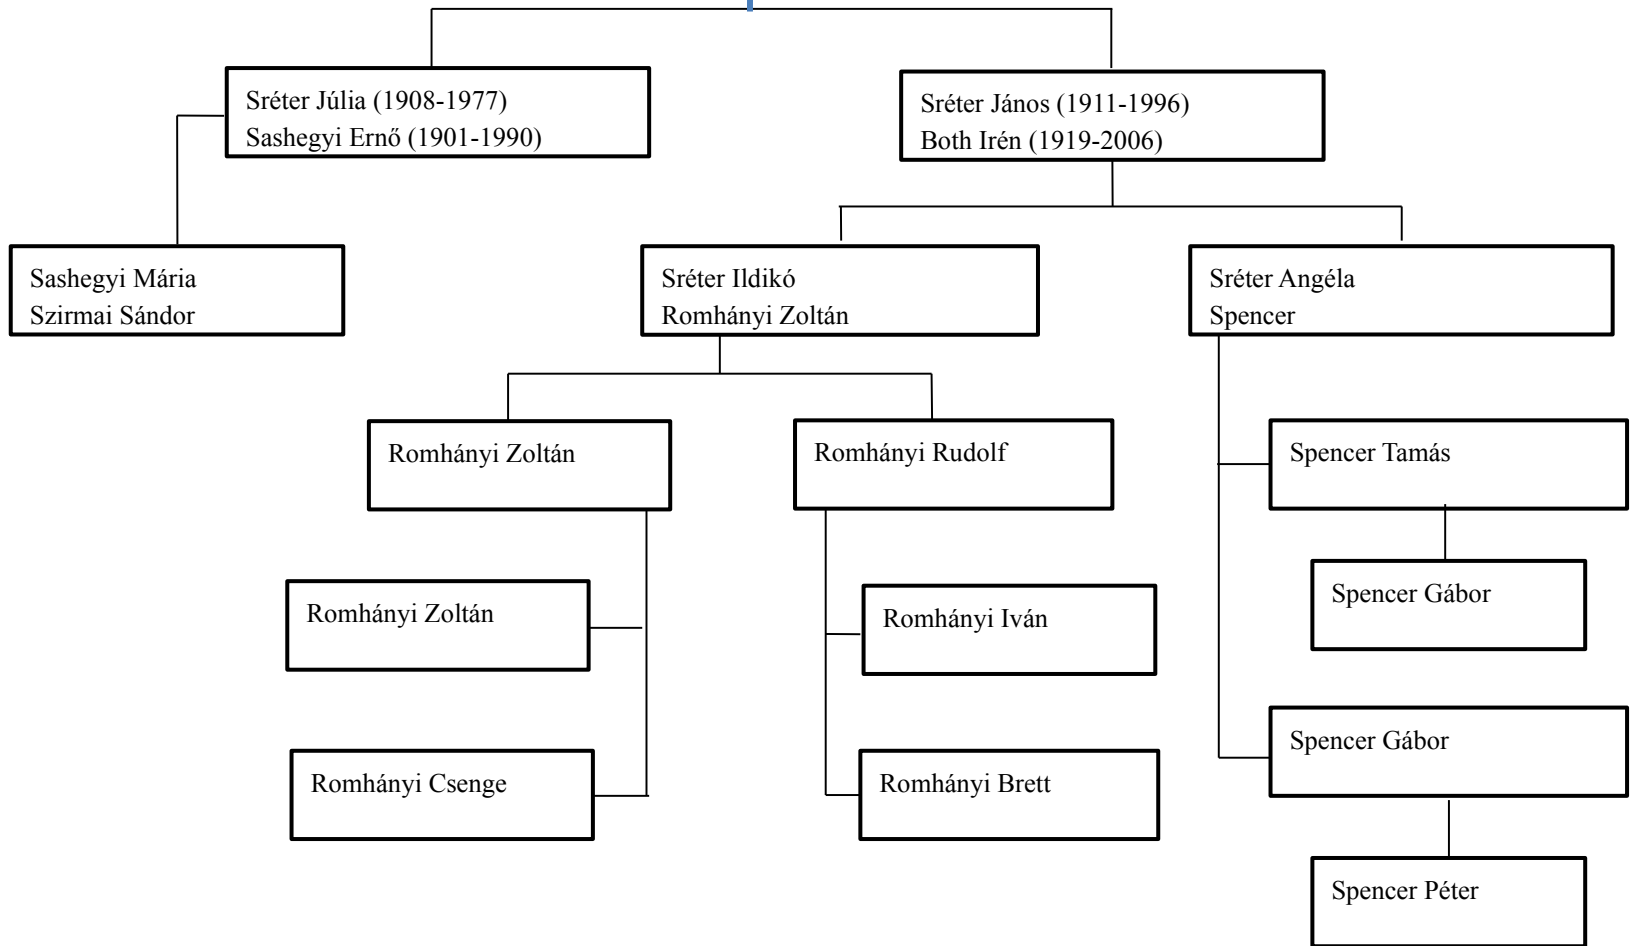 Sréter Júlia (1908-1977)
Sashegyi Ernő (1901-1990)
Sréter János (1911-1996)
Both Irén (1919-2006)
Sashegyi Mária
Szirmai Sándor
Sréter Ildikó
Romhányi Zoltán
Sréter Angéla
Spencer
Romhányi Zoltán
Romhányi Rudolf
Spencer Tamás
Romhányi Zoltán
Romhányi Iván
Spencer Gábor
Romhányi Csenge
Romhányi Brett
Spencer Gábor
Spencer Péter